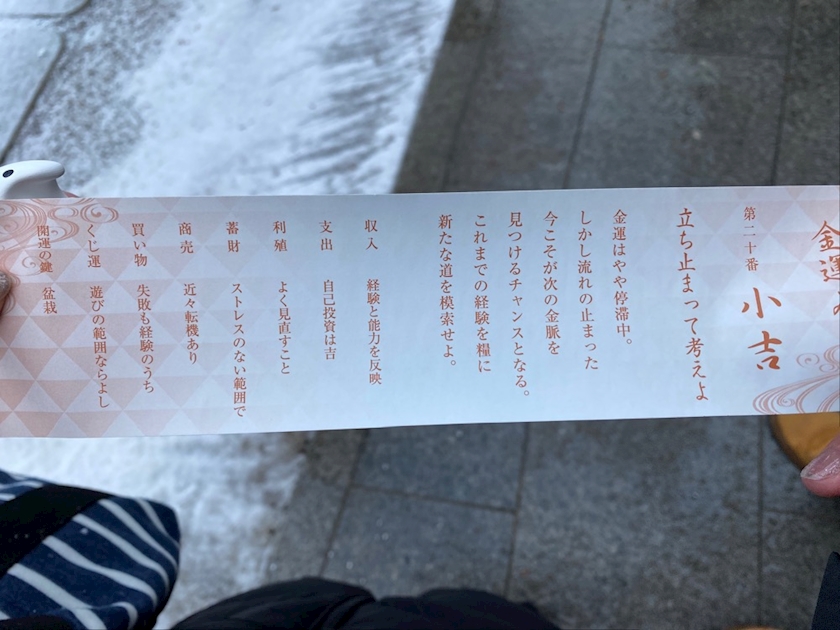 金運
第二十番 小吉
立ち止まって考えよ
金運はやや停滞中。
しかし流れの止まった
今こそが次の金脈を
見つけるチャンスとなる。
これまでの経験を糧に
新たな道を模索せよ。
収入 経験と能力を反映
支出 自己投資は吉
利殖 よく見直すこと
蓄財 ストレスのない範囲で
商売 近々転機あり
買い物 失敗も経験のうち
くじ運 遊びの範囲ならよし
開運の鍵 盆栽